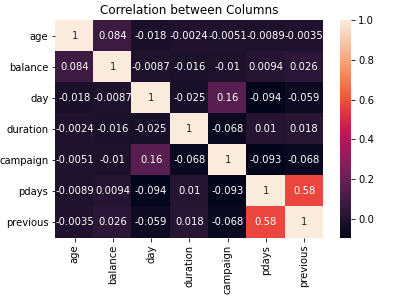 Correlation between Columns
age 1 0.084 -0.018 -0.0024 -0.0051 -0.0089 -0.0035
balance 0.084 1 -0.0087 -0.016 -0.01 0.0094 0.026
day -0.018 -0.0087 1 -0.025 0.16 -0.094 -0.059
duration -0.0024 -0.016 -0.025 1 -0.068 0.01 0.018
campaign -0.0051 -0.01 0.16 -0.068 1 -0.093 -0.068
pdays -0.0089 0.0094 -0.094 0.01 -0.093 1 0.58
previous -0.0035 0.026 -0.059 0.018 -0.068 0.58 1
age balance day duration campaign pdays previous
1.0
0.8
0.6
0.4
0.2
0.0